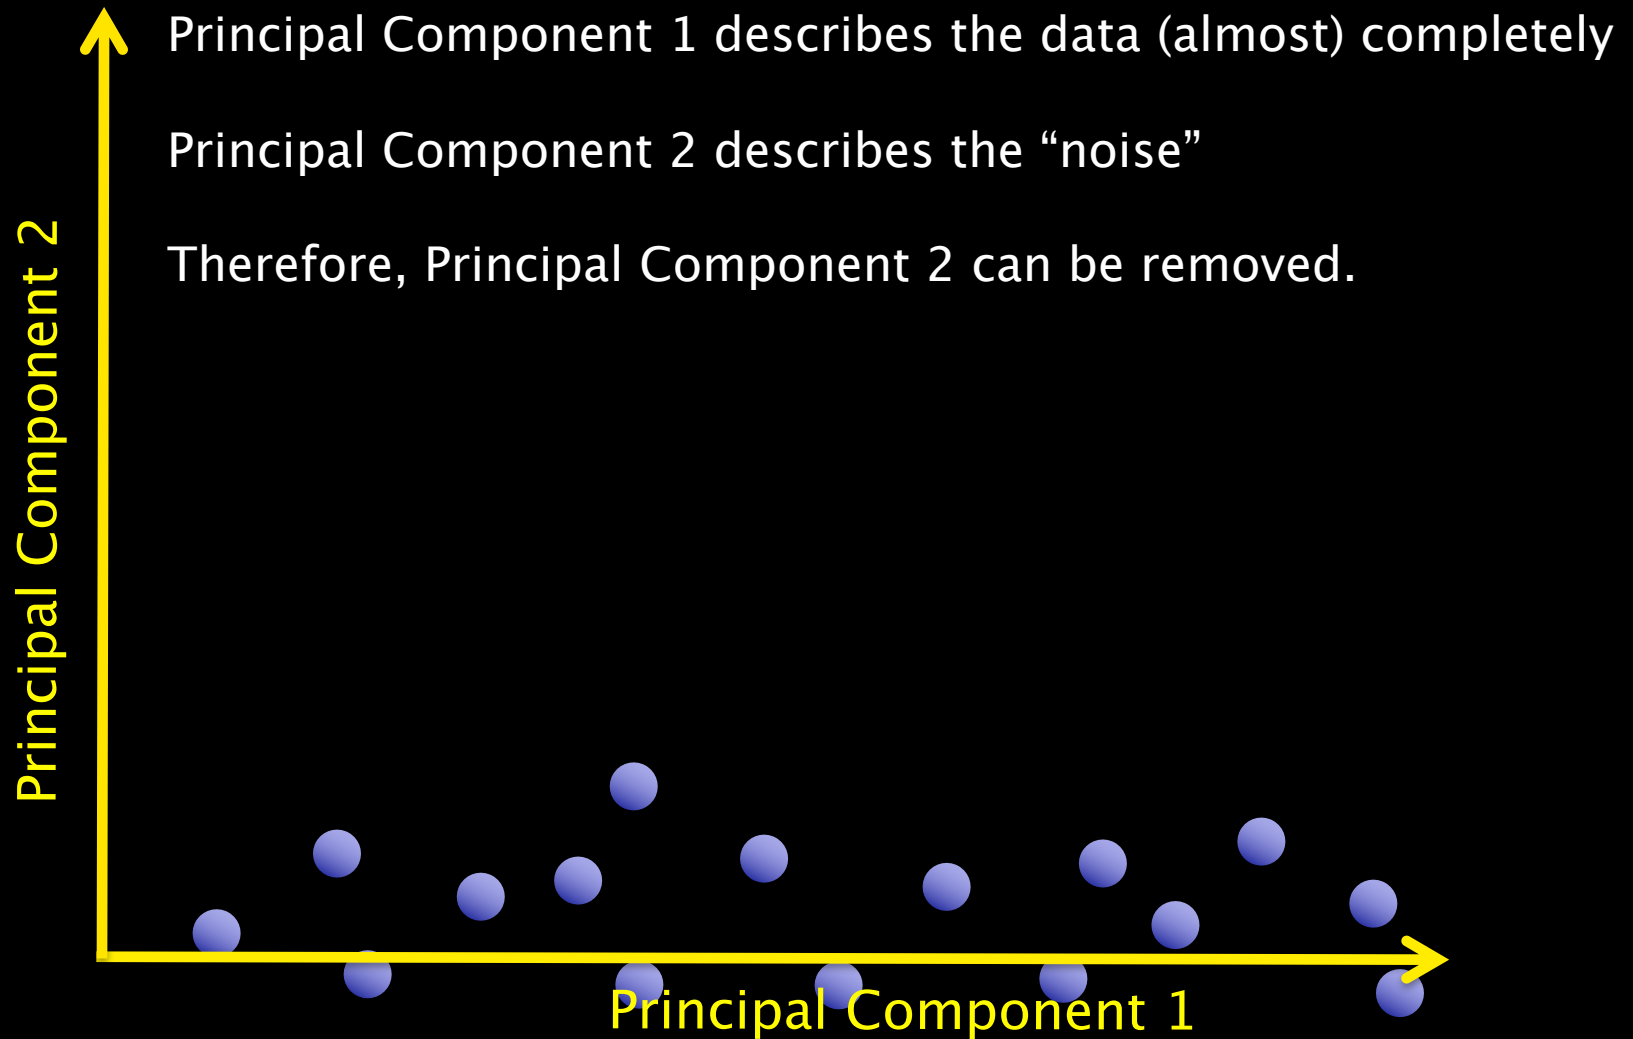 Principal Component 1 describes the data (almost) completely
Principal Component 2 describes the “noise”
Therefore, Principal Component 2 can be removed.
Principal Component 2
Principal Component 1